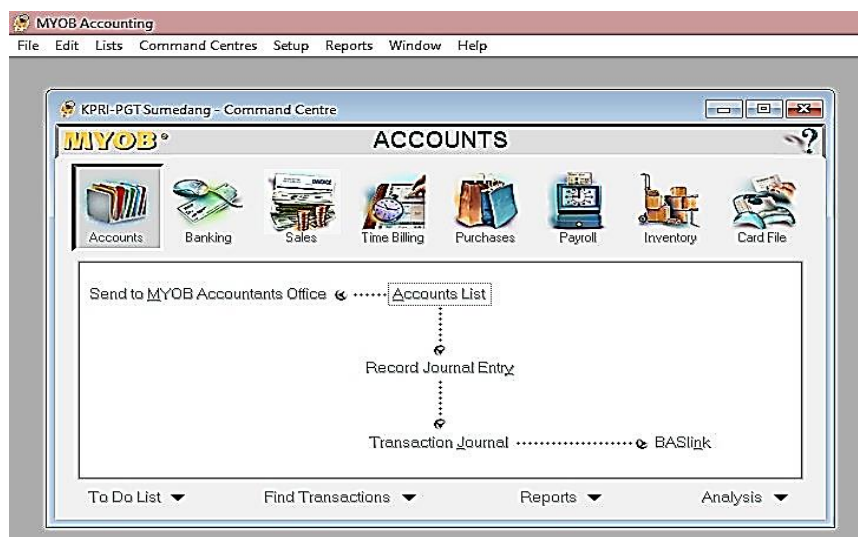 MYOB Accounting
File Edit Lists Command Centres Setup Reports Window Help
KPRI-PGT Sumedang - Command Centre
MYOB® ACCOUNTS ?
Accounts Banking Sales Time Billing Purchases Payroll Inventory Card File
Send to MYOB Accountants Office Accounts List
Record Journal Entry
Transaction Journal BASlink
To Do List Find Transactions Reports Analysis